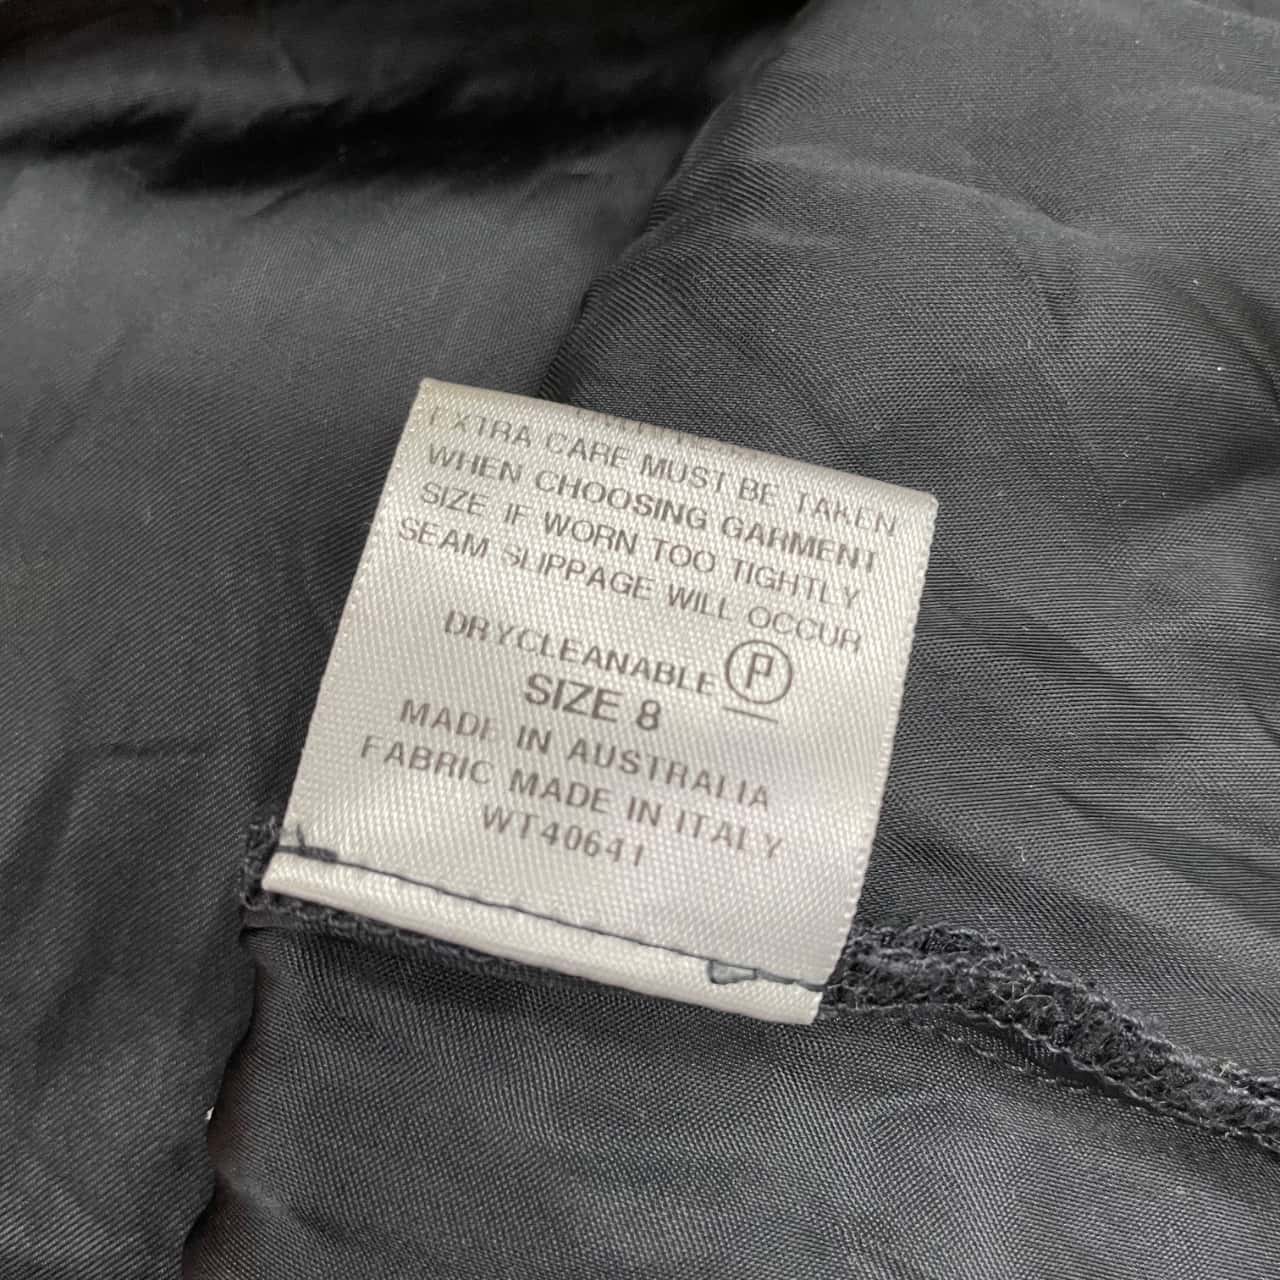 EXTRA CARE MUST BE TAKEN
WHEN CHOOSING GARMENT
SIZE IF WORN TOO TIGHTLY
SEAM SLIPPAGE WILL OCCUR
DRYCLEANABLE P
SIZE 8
MADE IN AUSTRALIA
FABRIC MADE IN ITALY
WT40641